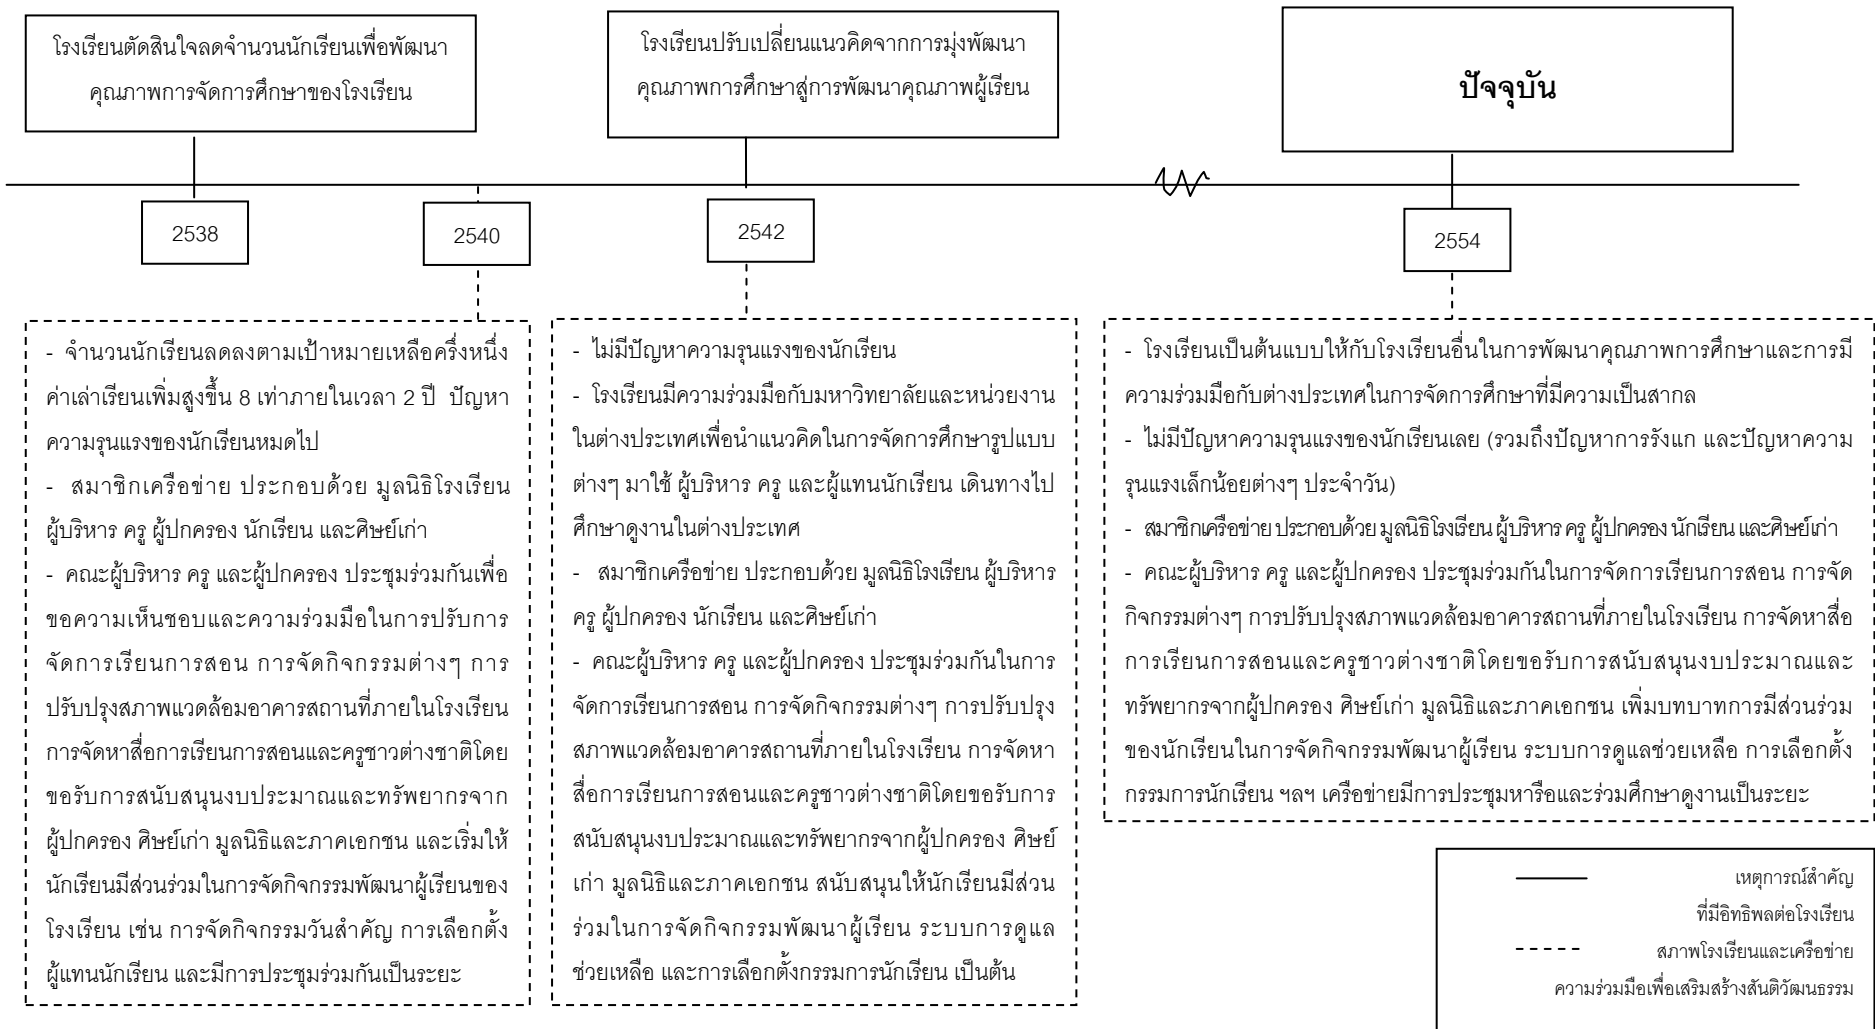 โรงเรียนตัดสินใจลดจำนวนนักเรียนเพื่อพัฒนา
คุณภาพการจัดการศึกษาของโรงเรียน
โรงเรียนปรับเปลี่ยนแนวคิดจากการมุ่งพัฒนา
คุณภาพการศึกษาสู่การพัฒนาคุณภาพผู้เรียน
ปัจจุบัน
2538
2540
2542
2554
- จำนวนนักเรียนลดลงตามเป้าหมายเหลือครึ่งหนึ่ง
ค่าเล่าเรียนเพิ่มสูงขึ้น 8 เท่าภายในเวลา 2 ปี ปัญหา
ความรุนแรงของนักเรียนหมดไป
- สมาชิกเครือข่าย ประกอบด้วย มูลนิธิโรงเรียน
ผู้บริหาร ครู ผู้ปกครอง นักเรียน และศิษย์เก่า
- คณะผู้บริหาร ครู และผู้ปกครอง ประชุมร่วมกันเพื่อ
ขอความเห็นชอบและความร่วมมือในการปรับการ
จัดการเรียนการสอน การจัดกิจกรรมต่างๆ การ
ปรับปรุงสภาพแวดล้อมอาคารสถานที่ภายในโรงเรียน
การจัดหาสื่อการเรียนการสอนและครูชาวต่างชาติโดย
ขอรับการสนับสนุนงบประมาณและทรัพยากรจาก
ผู้ปกครอง ศิษย์เก่า มูลนิธิและภาคเอกชน และเริ่มให้
นักเรียนมีส่วนร่วมในการจัดกิจกรรมพัฒนาผู้เรียนของ
โรงเรียน เช่น การจัดกิจกรรมวันสำคัญ การเลือกตั้ง
ผู้แทนนักเรียน และมีการประชุมร่วมกันเป็นระยะ
- ไม่มีปัญหาความรุนแรงของนักเรียน
- โรงเรียนมีความร่วมมือกับมหาวิทยาลัยและหน่วยงาน
ในต่างประเทศเพื่อนำแนวคิดในการจัดการศึกษารูปแบบ
ต่างๆ มาใช้ ผู้บริหาร ครู และผู้แทนนักเรียน เดินทางไป
ศึกษาดูงานในต่างประเทศ
- สมาชิกเครือข่าย ประกอบด้วย มูลนิธิโรงเรียน ผู้บริหาร
ครู ผู้ปกครอง นักเรียน และศิษย์เก่า
- คณะผู้บริหาร ครู และผู้ปกครอง ประชุมร่วมกันในการ
จัดการเรียนการสอน การจัดกิจกรรมต่างๆ การปรับปรุง
สภาพแวดล้อมอาคารสถานที่ภายในโรงเรียน การจัดหา
สื่อการเรียนการสอนและครูชาวต่างชาติโดยขอรับการ
สนับสนุนงบประมาณและทรัพยากรจากผู้ปกครอง ศิษย์
เก่า มูลนิธิและภาคเอกชน สนับสนุนให้นักเรียนมีส่วน
ร่วมในการจัดกิจกรรมพัฒนาผู้เรียน ระบบการดูแล
ช่วยเหลือ และการเลือกตั้งกรรมการนักเรียน เป็นต้น
- โรงเรียนเป็นต้นแบบให้กับโรงเรียนอื่นในการพัฒนาคุณภาพการศึกษาและการมี
ความร่วมมือกับต่างประเทศในการจัดการศึกษาที่มีความเป็นสากล
- ไม่มีปัญหาความรุนแรงของนักเรียนเลย (รวมถึงปัญหาการรังแก และปัญหาความ
รุนแรงเล็กน้อยต่างๆ ประจำวัน)
- สมาชิกเครือข่าย ประกอบด้วย มูลนิธิโรงเรียน ผู้บริหาร ครู ผู้ปกครอง นักเรียน และศิษย์เก่า
- คณะผู้บริหาร ครู และผู้ปกครอง ประชุมร่วมกันในการจัดการเรียนการสอน การจัด
กิจกรรมต่างๆ การปรับปรุงสภาพแวดล้อมอาคารสถานที่ภายในโรงเรียน การจัดหาสื่อ
การเรียนการสอนและครูชาวต่างชาติโดยขอรับการสนับสนุนงบประมาณและ
ทรัพยากรจากผู้ปกครอง ศิษย์เก่า มูลนิธิและภาคเอกชน เพิ่มบทบาทการมีส่วนร่วม
ของนักเรียนในการจัดกิจกรรมพัฒนาผู้เรียน ระบบการดูแลช่วยเหลือ การเลือกตั้ง
กรรมการนักเรียน ฯลฯ เครือข่ายมีการประชุมหารือและร่วมศึกษาดูงานเป็นระยะ
เหตุการณ์สำคัญ
ที่มีอิทธิพลต่อโรงเรียน
สภาพโรงเรียนและเครือข่าย
ความร่วมมือเพื่อเสริมสร้างสันติวัฒนธรรม